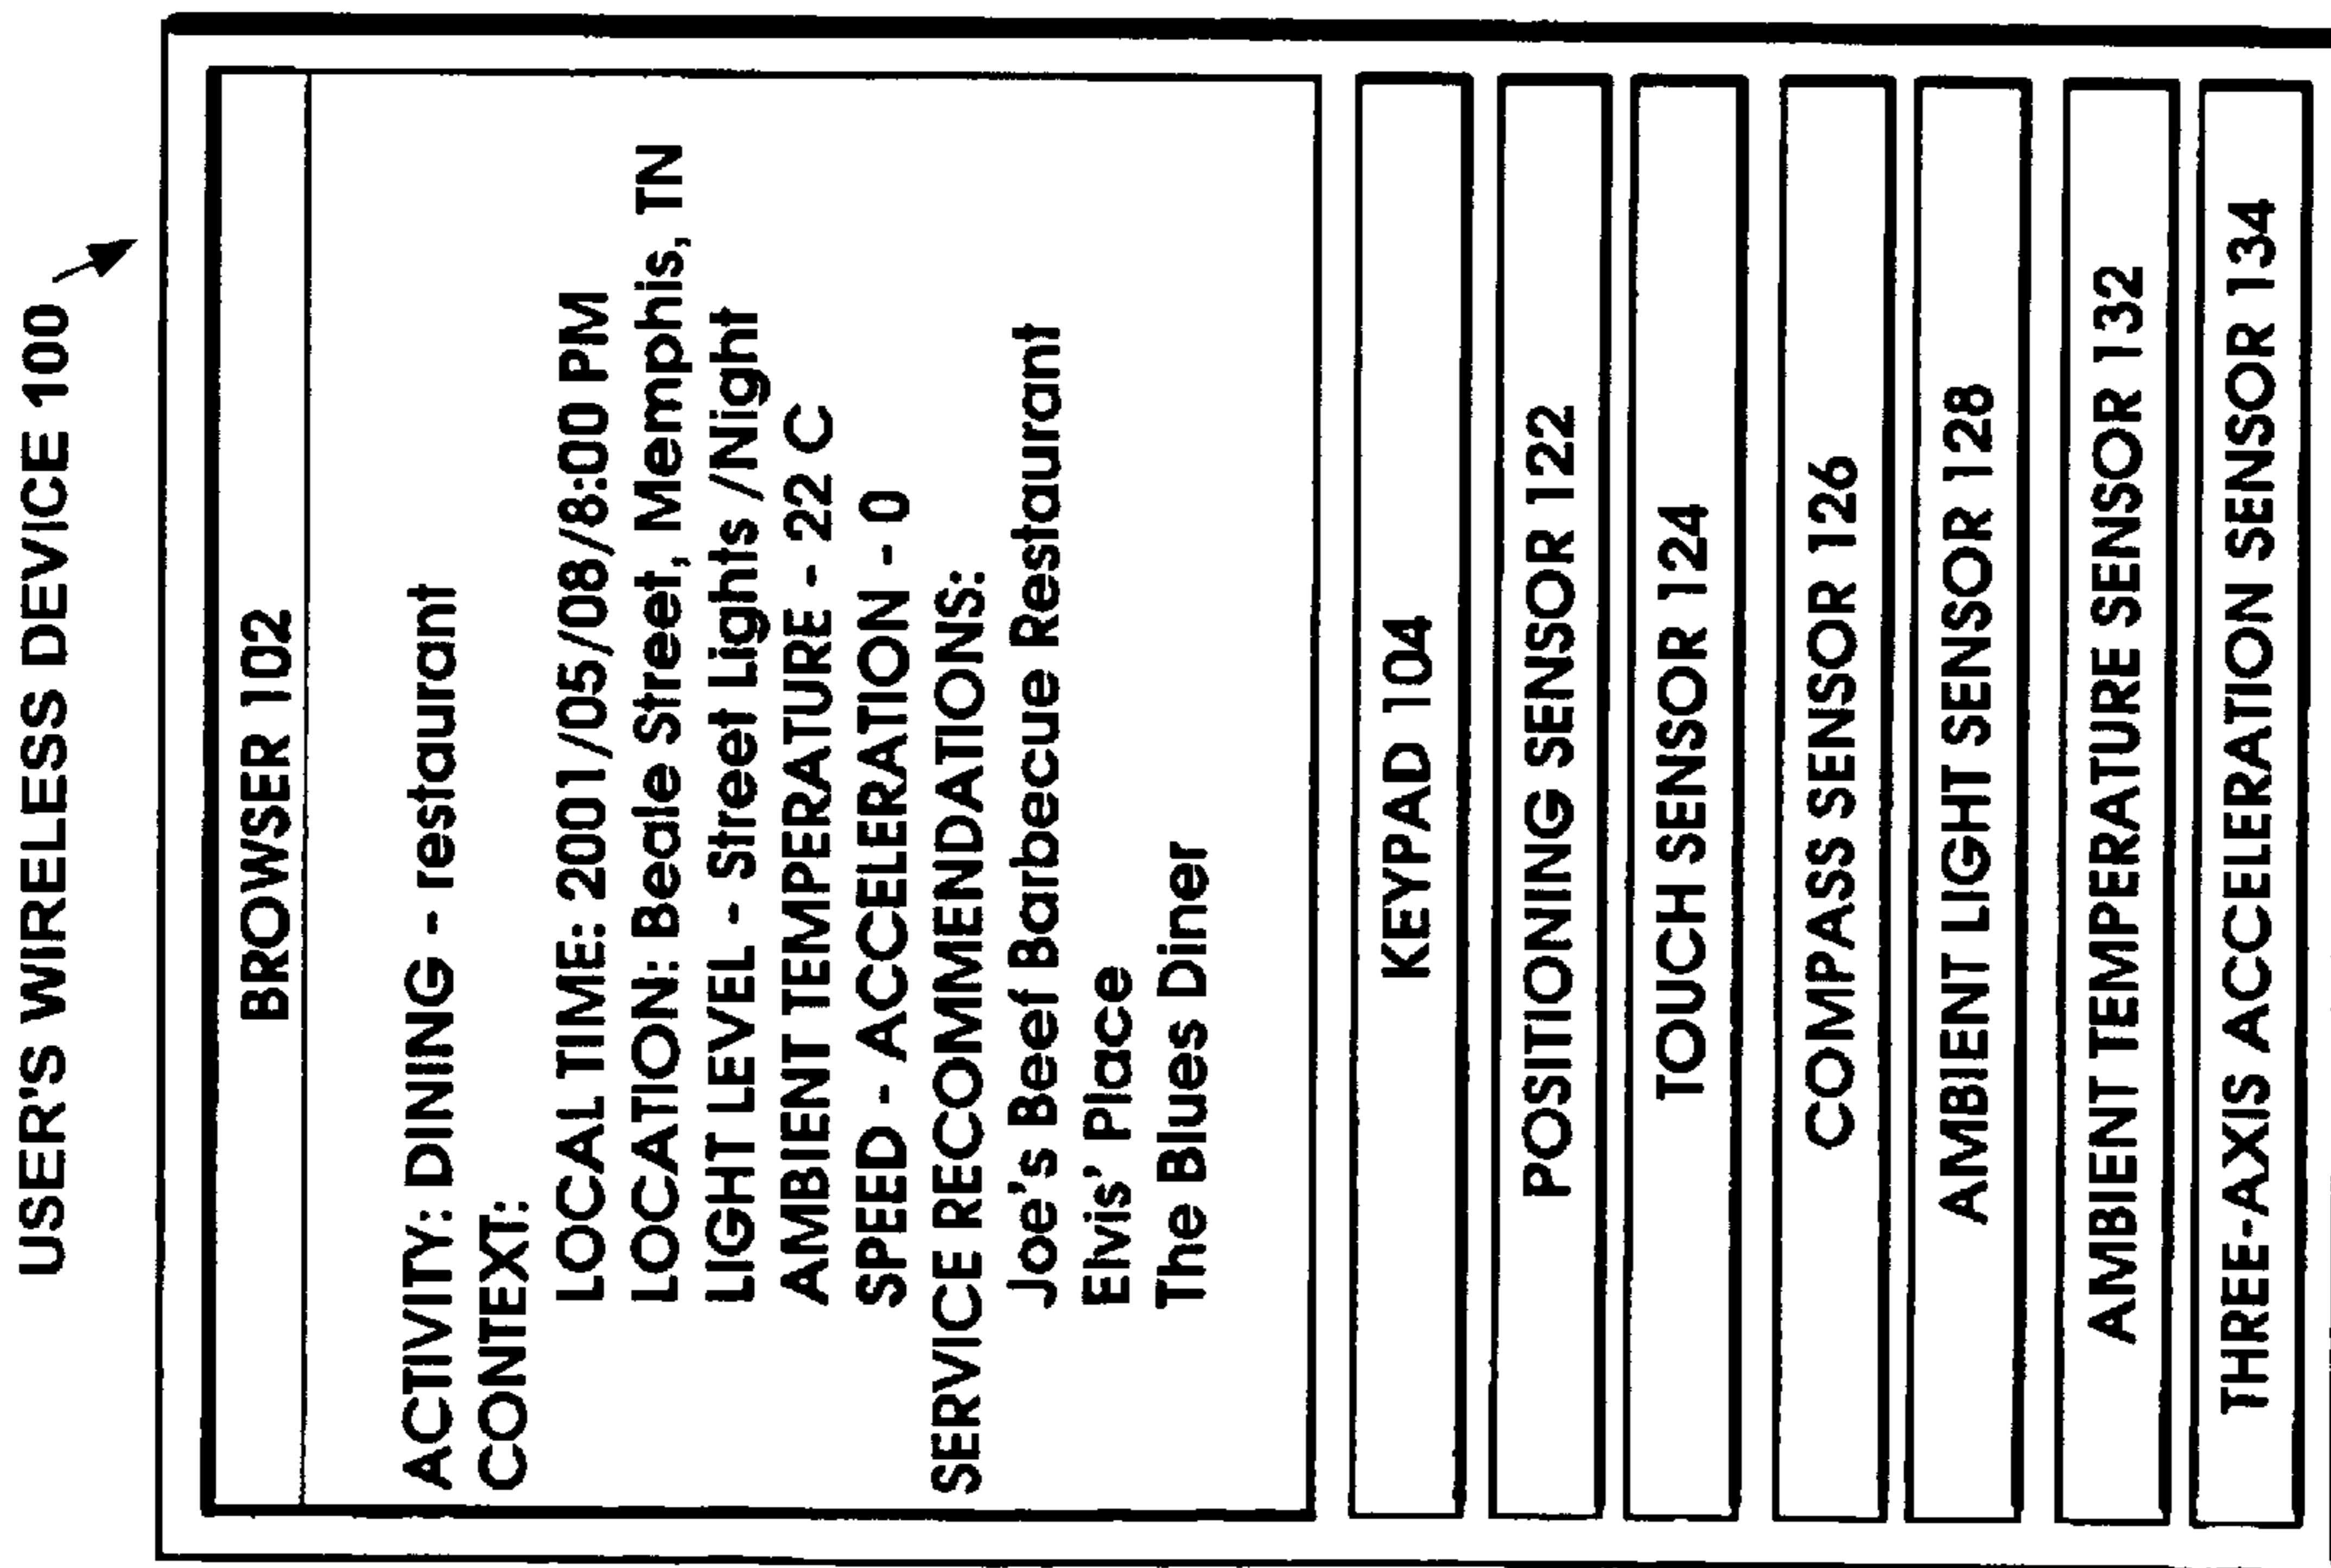 USER'S WIRELESS DEVICE 100
BROWSER 102
ACTIVITY: DINING - restaurant
CONTEXT:
LOCAL TIME: 2001/05/08/8:00 PM
LOCATION: Beale Street, Memphis, TN
LIGHT LEVEL - Street Lights /Night
AMBIENT TEMPERATURE - 22 C
SPEED - ACCELERATION - 0
SERVICE RECOMMENDATIONS:
Joe's Beef Barbecue Restaurant
Elvis' Place
The Blues Diner
KEYPAD 104
POSITIONING SENSOR 122
TOUCH SENSOR 124
COMPASS SENSOR 126
AMBIENT LIGHT SENSOR 128
AMBIENT TEMPERATURE SENSOR 132
THREE-AXIS ACCELERATION SENSOR 134